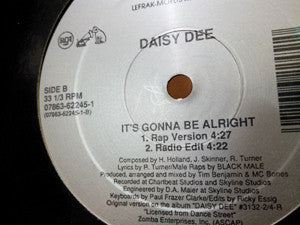 DAISY DEE
RCA
SIDE B
33 1/3 RPM
07863-62245-1
(07863-62245-1-B)
IT'S GONNA BE ALRIGHT
1. Rap Version 4:27
2. Radio Edit 4:22
Composed by H. Holland, J. Skinner, R. Turner
Lyrics by P. Turner/Male Raps by BLACK MALE
Produced, arranged and mixed by Tim Benjamin & MC Bones
Recorded at Chartbeat Studios and Skyline Studios
Engineered by D.A. Maier at Skyline Studios
Keyboards by Paul Frazer Clarke/Edits by Ricky Essig
Original version on the album "DAISY DEE" #3132-2/4-R
"Licensed from Dance Street"
Zomba Enterprises, Inc. (ASCAP)